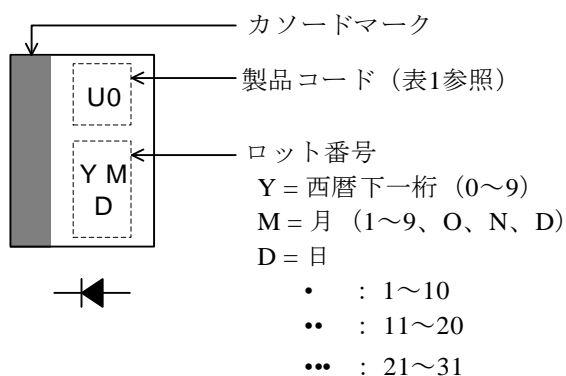 カソードマーク
製品コード（表1参照）
U0
ロット番号
Y M
D
Y = 西暦下一桁（0～9）
M = 月（1～9、O、N、D）
D = 日
• : 1～10
•• : 11～20
••• : 21～31